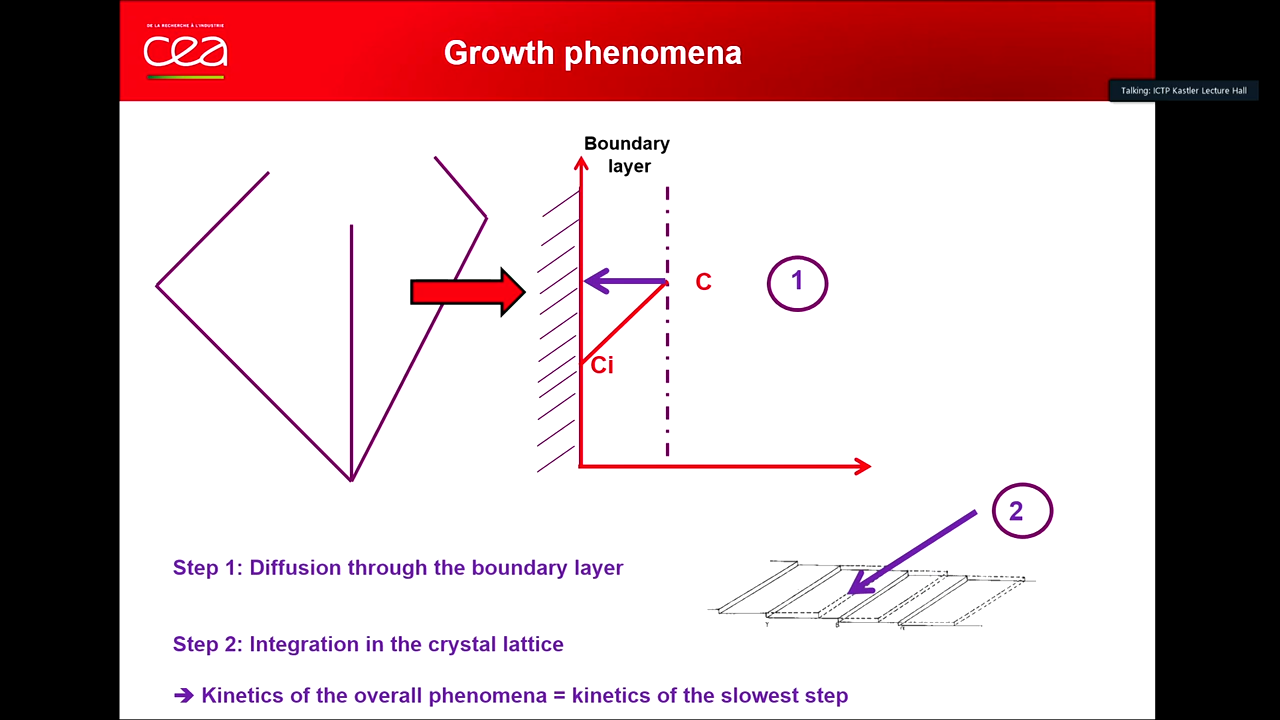 DE LA RECHERCHE À L'INDUSTRIE
cea
Growth phenomena
Talking: ICTP Kastler Lecture Hall
Boundary
layer
C
1
Ci
2
Step 1: Diffusion through the boundary layer
Step 2: Integration in the crystal lattice
➔ Kinetics of the overall phenomena = kinetics of the slowest step